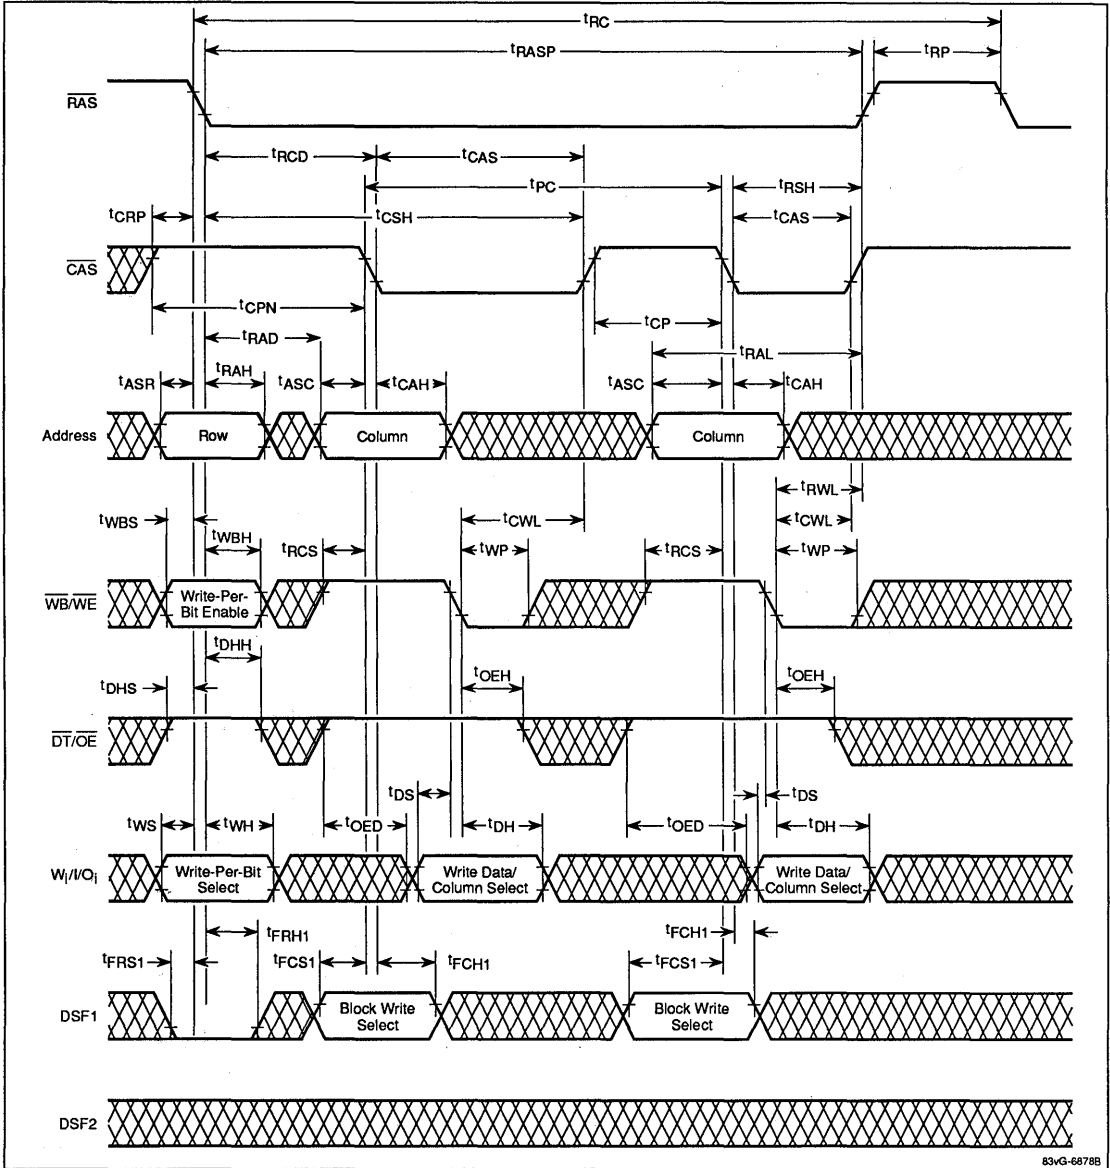 tRC
tRASP
tRP
RAS
tRCD
tCAS
tPC
tRSH
tCRP
tCSH
tCAS
CAS
tCPN
tCP
tRAD
tRAL
tASR
tRAH
tASC
tCAH
tASC
tCAH
Address
Row
Column
Column
tRWL
tWBS
tCWL
tCWL
tWBH
tRCS
tWP
tRCS
tWP
WB/WE
Write-Per-
Bit Enable
tDHH
tDHS
tOEH
tOEH
DT/OE
tDS
tDS
tWS
tWH
tOED
tDH
tOED
tDH
Wi/I/Oi
Write-Per-Bit
Select
Write Data/
Column Select
Write Data/
Column Select
tFRH1
tFCH1
tFRS1
tFCS1
tFCH1
tFCS1
DSF1
Block Write
Select
Block Write
Select
DSF2
83vG-6878B